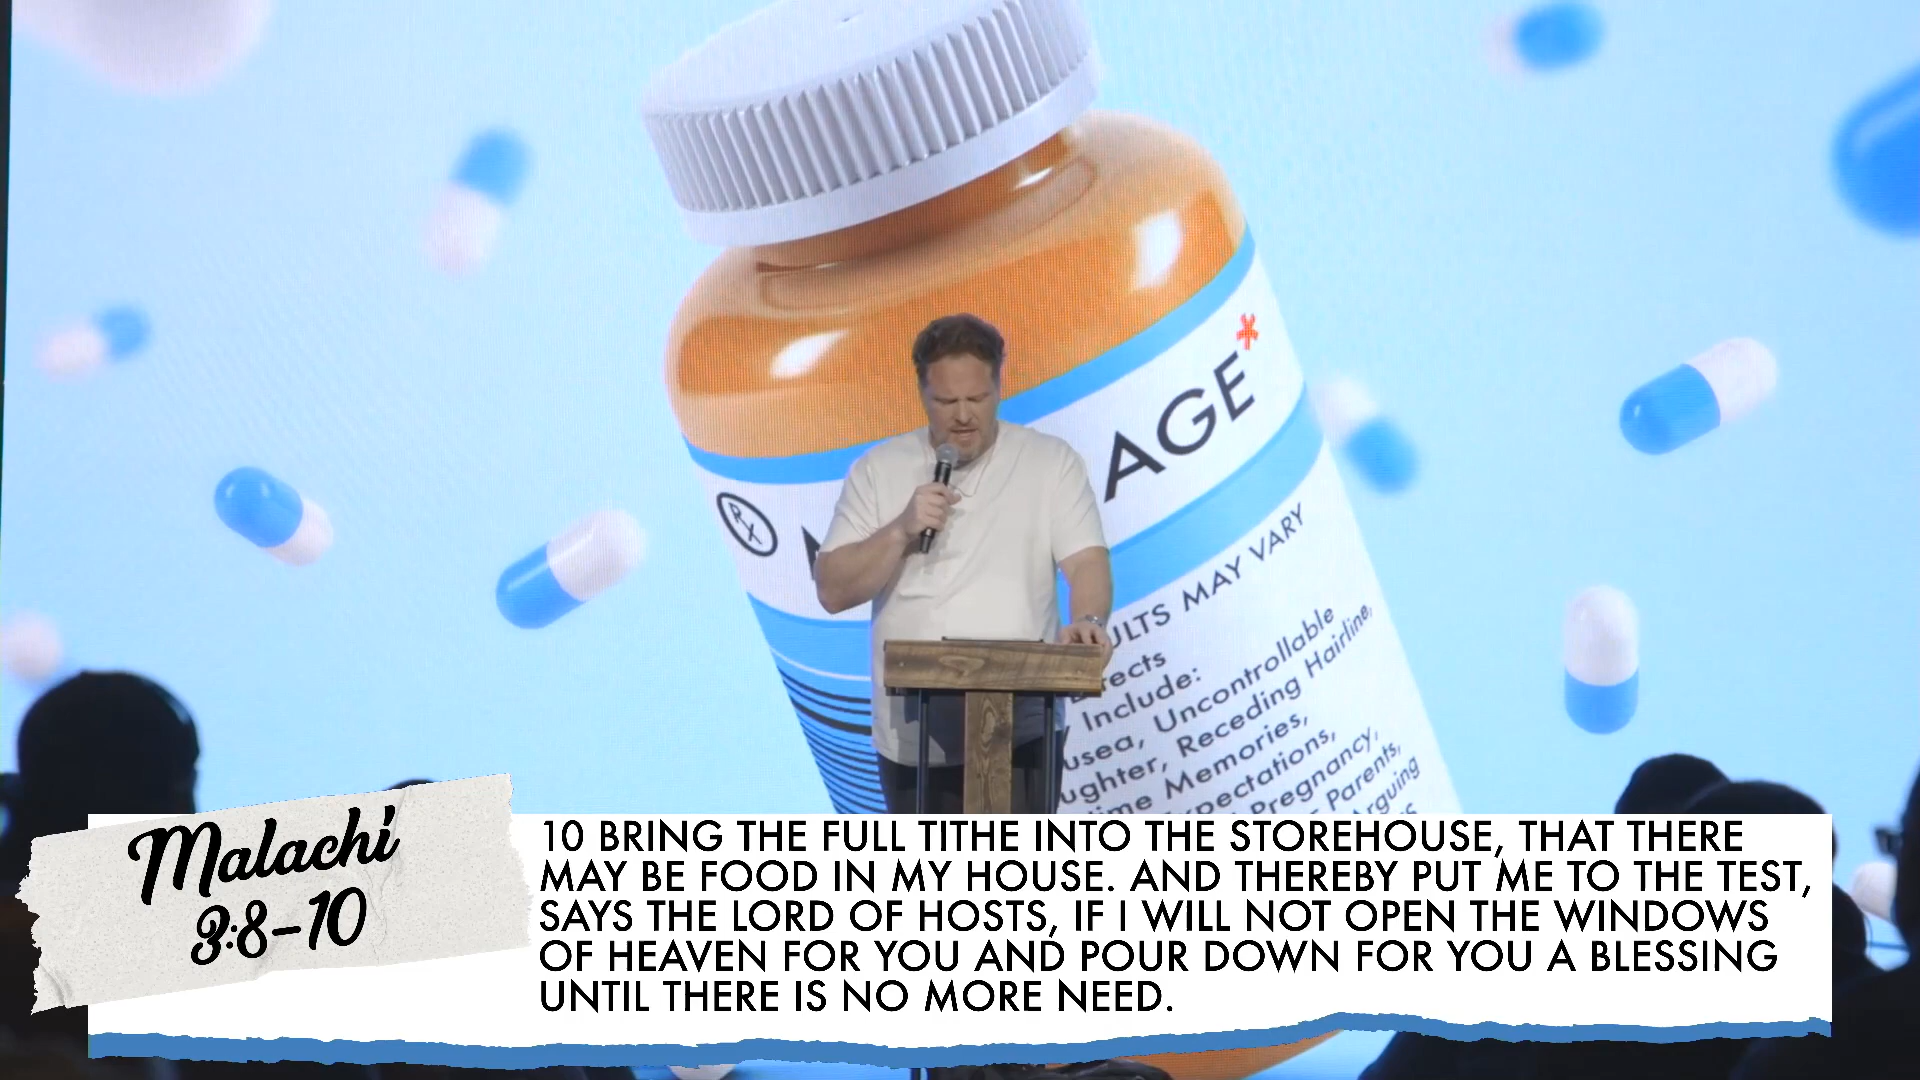 AGE*
RX
ULTS MAY VARY
Include:
Uncontrollable
Receding Hairline,
Memories,
Pregnancy,
Parents,
Arguing
Malachi
3:8-10
10 BRING THE FULL TITHE INTO THE STOREHOUSE, THAT THERE
MAY BE FOOD IN MY HOUSE. AND THEREBY PUT ME TO THE TEST,
SAYS THE LORD OF HOSTS, IF I WILL NOT OPEN THE WINDOWS
OF HEAVEN FOR YOU AND POUR DOWN FOR YOU A BLESSING
UNTIL THERE IS NO MORE NEED.